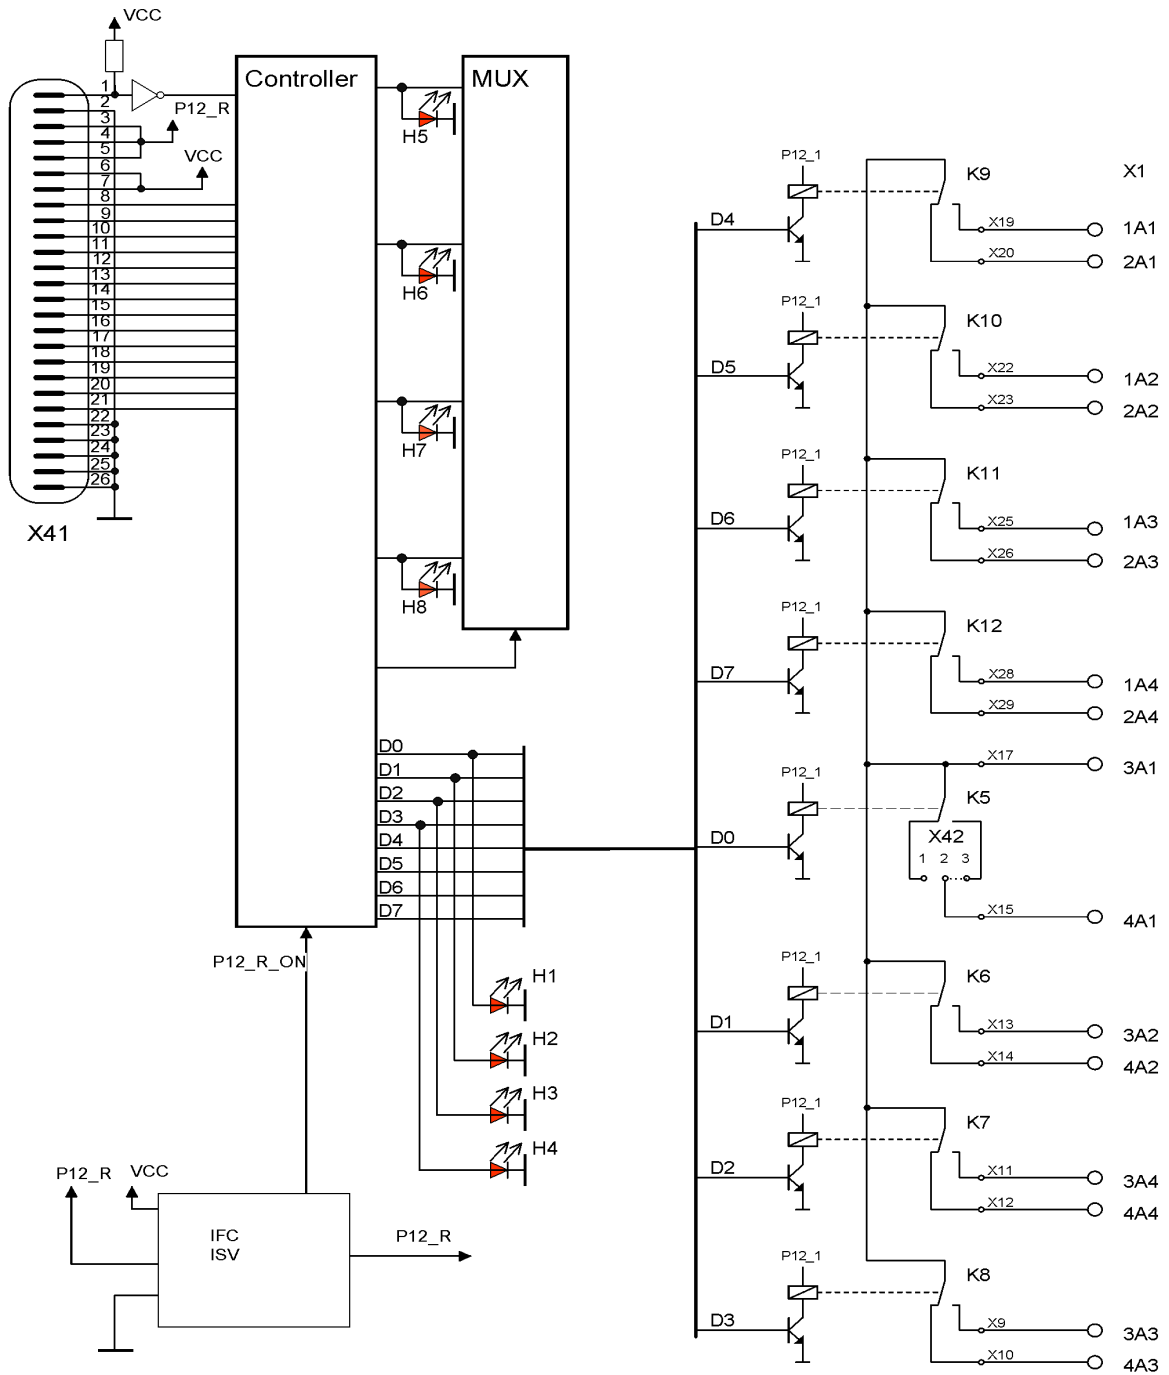 VCC
1
2
3
4
5
6
7
8
9
10
11
12
13
14
15
16
17
18
19
20
21
22
23
24
25
26
P12_R
VCC
X41
Controller
MUX
H5
H6
H7
H8
D0
D1
D2
D3
D4
D5
D6
D7
P12_R_ON
H1
H2
H3
H4
P12_R
VCC
IFC
ISV
P12_R
X1
P12_1
D4
K9
X19
1A1
X20
2A1
P12_1
D5
K10
X22
1A2
X23
2A2
P12_1
D6
K11
X25
1A3
X26
2A3
P12_1
D7
K12
X28
1A4
X29
2A4
X17
3A1
P12_1
D0
K5
X42
1 2 3
X15
4A1
P12_1
D1
K6
X13
3A2
X14
4A2
P12_1
D2
K7
X11
3A4
X12
4A4
P12_1
D3
K8
X9
3A3
X10
4A3